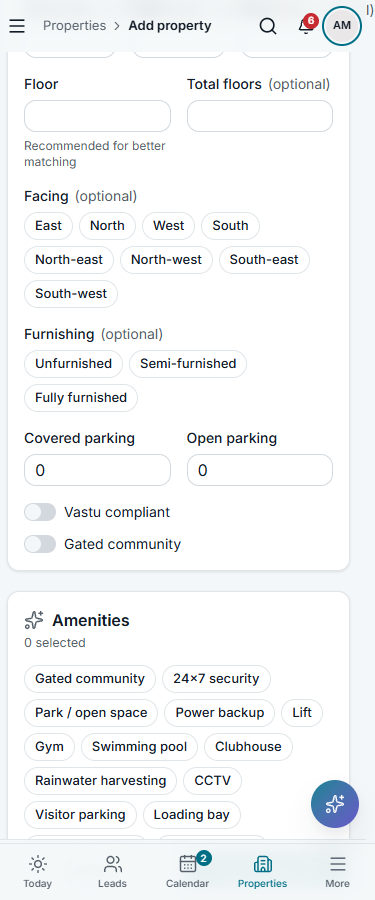 Properties > Add property 6 AM
Floor Total floors (optional)
Recommended for better
matching
Facing (optional)
East North West South
North-east North-west South-east
South-west
Furnishing (optional)
Unfurnished Semi-furnished
Fully furnished
Covered parking Open parking
0 0
Vastu compliant
Gated community
Amenities
0 selected
Gated community 24×7 security
Park / open space Power backup Lift
Gym Swimming pool Clubhouse
Rainwater harvesting CCTV
Visitor parking Loading bay
2
Today Leads Calendar Properties More